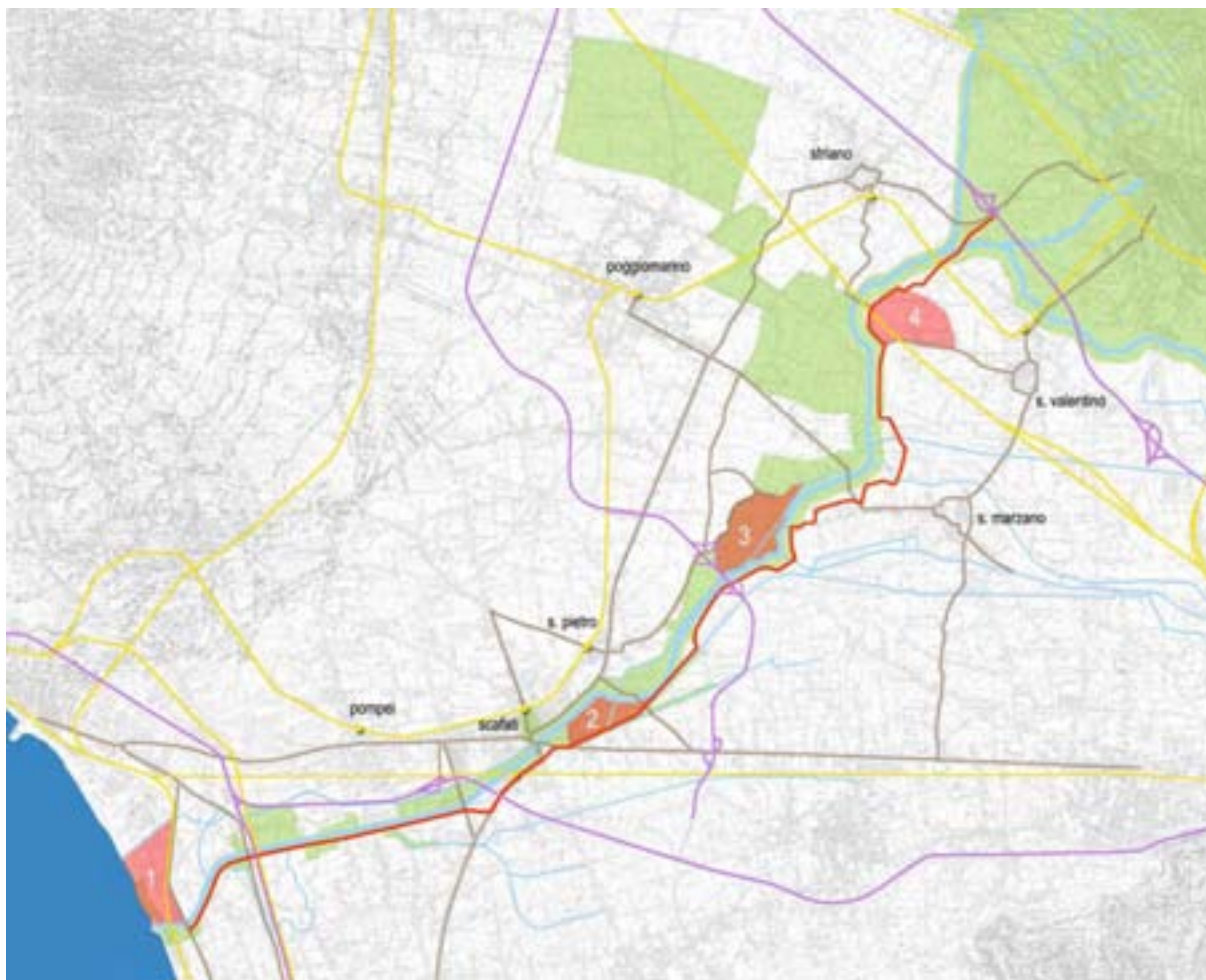 striano
poggiomarino
4
s. valentino
s. marzano
3
s. pietro
2
scafati
pompei
1